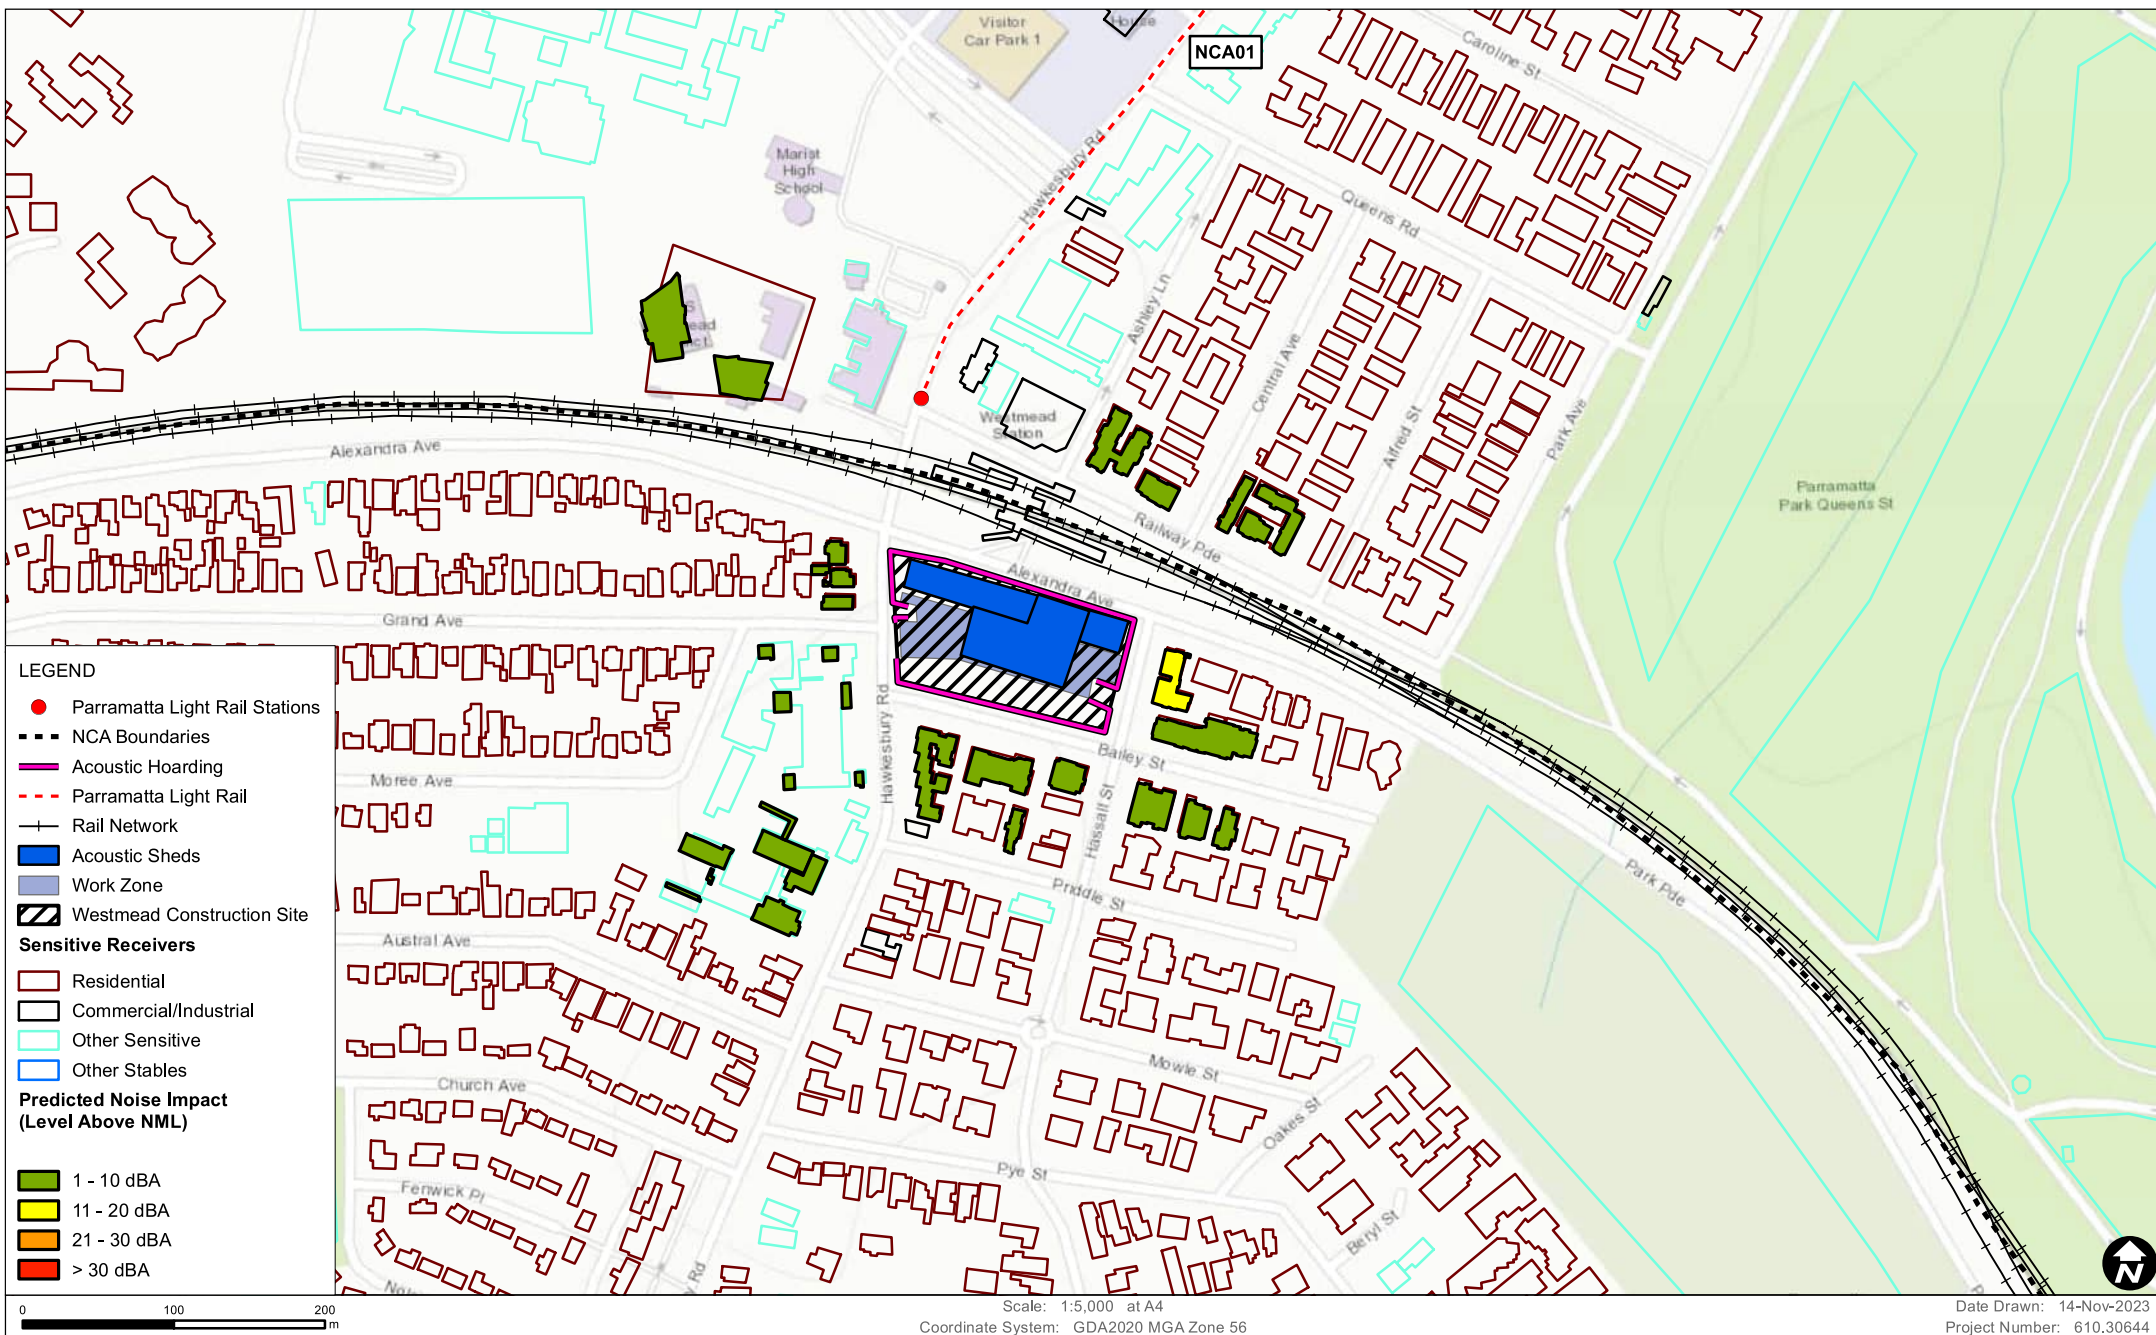 Visitor
Car Park 1
House
NCA01
Caroline St
Marist
High
School
Hawkesbury Rd
Queens Rd
Ashley Ln
Central Ave
Alfred St
Park Ave
Westmead
Station
Parramatta
Park Queens St
Alexandra Ave
Railway Pde
Alexandra Ave
Grand Ave
Hawkesbury Rd
Bailey St
Moree Ave
Hassall St
Priddle St
Park Pde
Austral Ave
Mowle St
Church Ave
Oakes St
Pye St
Fenwick Pl
Beryl St
Rd
LEGEND
Parramatta Light Rail Stations
NCA Boundaries
Acoustic Hoarding
Parramatta Light Rail
Rail Network
Acoustic Sheds
Work Zone
Westmead Construction Site
Sensitive Receivers
Residential
Commercial/Industrial
Other Sensitive
Other Stables
Predicted Noise Impact
(Level Above NML)
1 - 10 dBA
11 - 20 dBA
21 - 30 dBA
> 30 dBA
N
0 100 200
m
Scale: 1:5,000 at A4
Coordinate System: GDA2020 MGA Zone 56
Date Drawn: 14-Nov-2023
Project Number: 610.30644